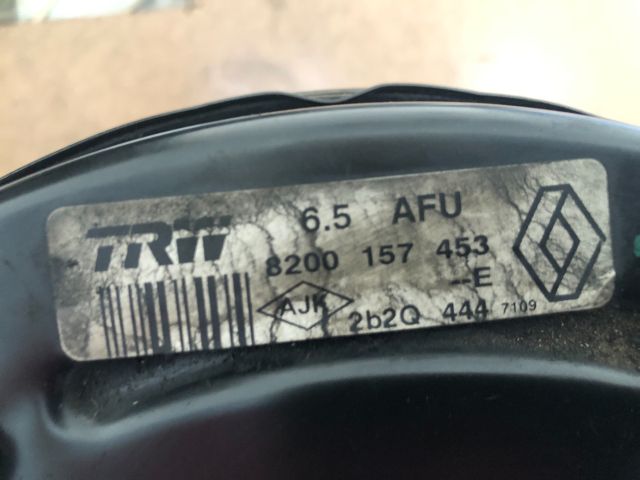 TRW 6.5 AFU
8200 157 453
--E
AJK 2b2Q 444 7109